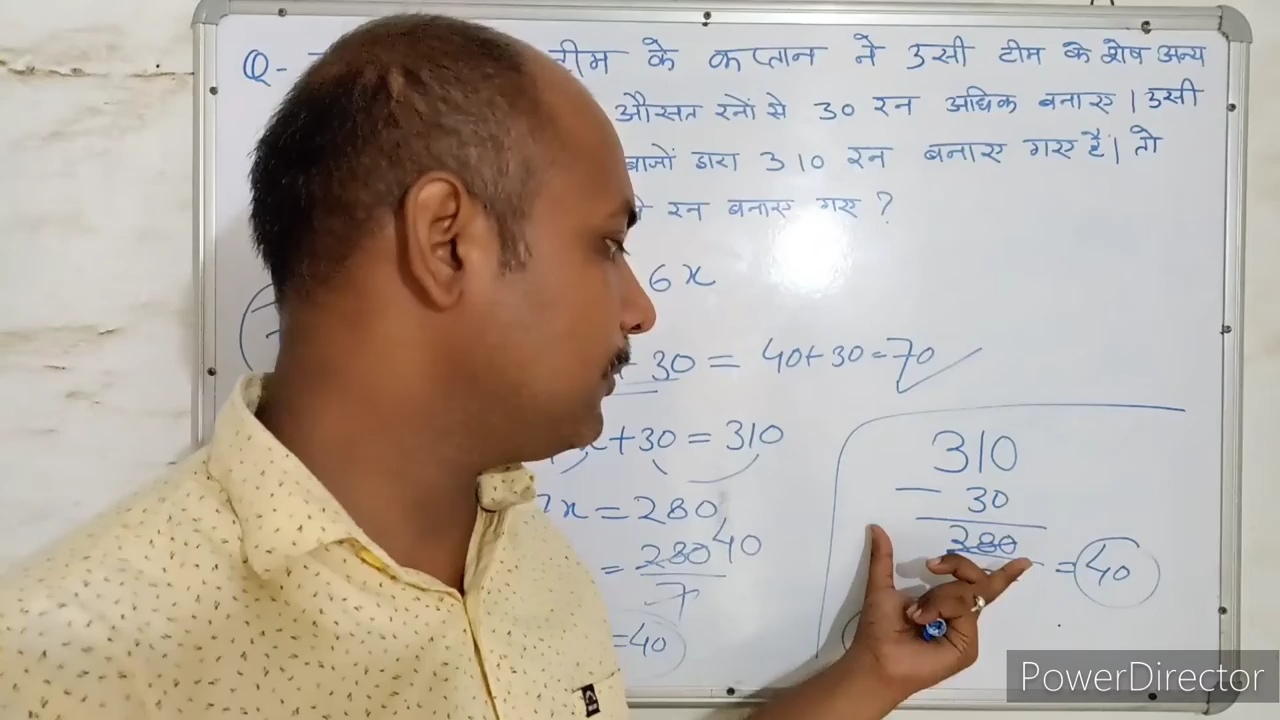 Q- टीम के कप्तान ने उसी टीम के शेष अन्य
औसत रनों से 30 रन अधिक बनाए। उसी
बाजों द्वारा 310 रन बनाए गए हैं। तो
रन बनाए गए ?
6x
30 = 40+30=70
x+30 = 310
7x = 280
= 280/7 40
=40
310
- 30
280
= 40
PowerDirector